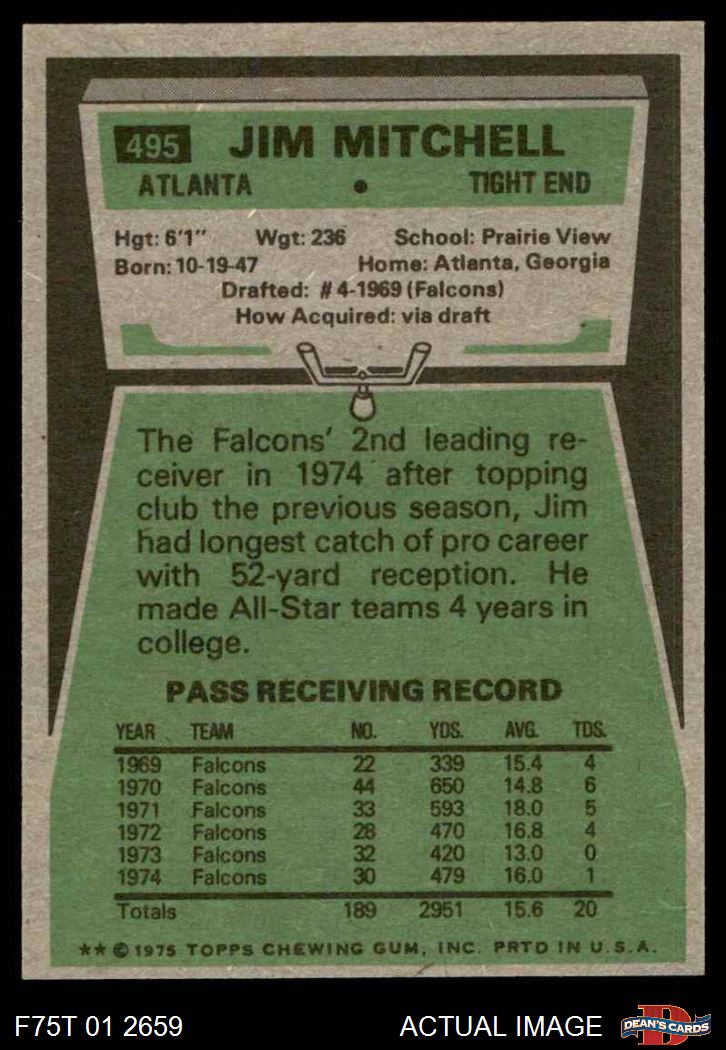 495 JIM MITCHELL
ATLANTA • TIGHT END
Hgt: 6'1" Wgt: 236 School: Prairie View
Born: 10-19-47 Home: Atlanta, Georgia
Drafted: #4-1969 (Falcons)
How Acquired: via draft
The Falcons' 2nd leading re-
ceiver in 1974 after topping
club the previous season, Jim
had longest catch of pro career
with 52-yard reception. He
made All-Star teams 4 years in
college.
PASS RECEIVING RECORD
YEAR TEAM NO. YDS. AVG. TDS.
1969 Falcons 22 339 15.4 4
1970 Falcons 44 650 14.8 6
1971 Falcons 33 593 18.0 5
1972 Falcons 28 470 16.8 4
1973 Falcons 32 420 13.0 0
1974 Falcons 30 479 16.0 1
Totals 189 2951 15.6 20
** © 1975 TOPPS CHEWING GUM, INC. PRTD IN U.S.A.
F75T 01 2659 ACTUAL IMAGE D DEAN'S CARDS